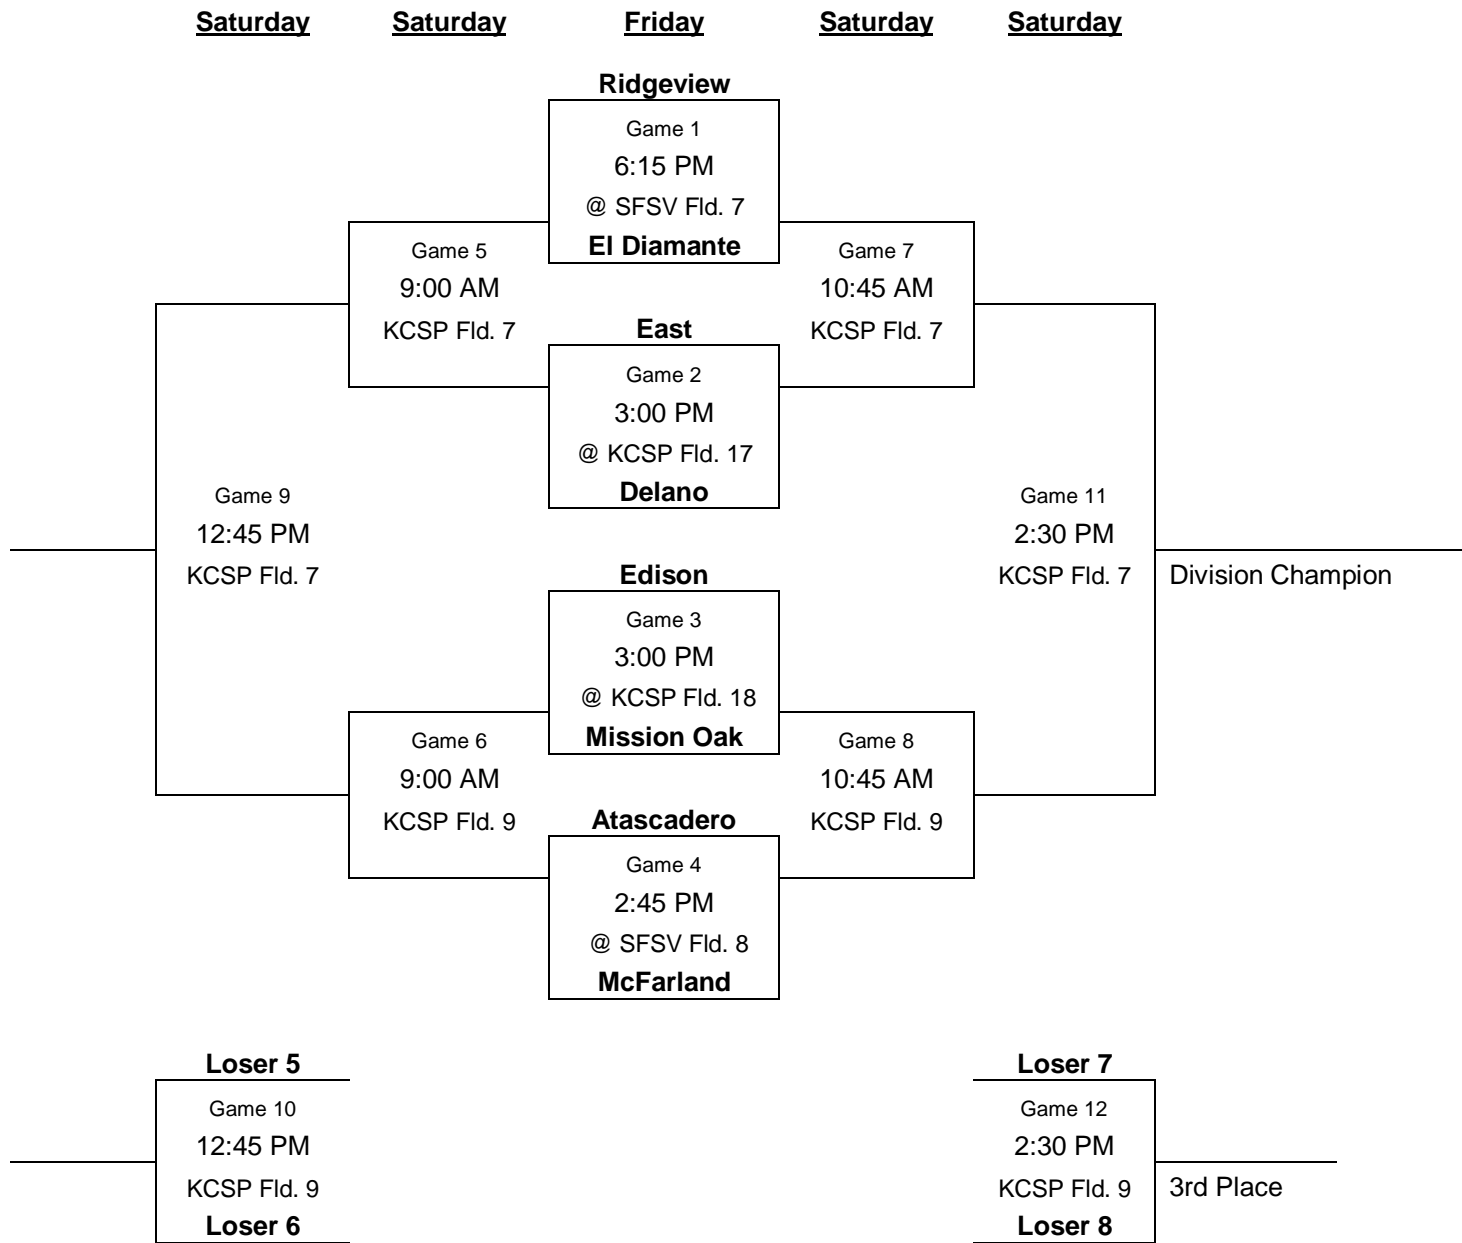 Saturday Saturday Friday Saturday Saturday
Ridgeview
Game 1
6:15 PM
@ SFSV Fld. 7
El Diamante
Game 5
9:00 AM
KCSP Fld. 7
Game 7
10:45 AM
KCSP Fld. 7
East
Game 2
3:00 PM
@ KCSP Fld. 17
Delano
Game 9
12:45 PM
KCSP Fld. 7
Game 11
2:30 PM
KCSP Fld. 7
Division Champion
Edison
Game 3
3:00 PM
@ KCSP Fld. 18
Mission Oak
Game 6
9:00 AM
KCSP Fld. 9
Game 8
10:45 AM
KCSP Fld. 9
Atascadero
Game 4
2:45 PM
@ SFSV Fld. 8
McFarland
Loser 5
Game 10
12:45 PM
KCSP Fld. 9
Loser 6
Loser 7
Game 12
2:30 PM
KCSP Fld. 9
Loser 8
3rd Place